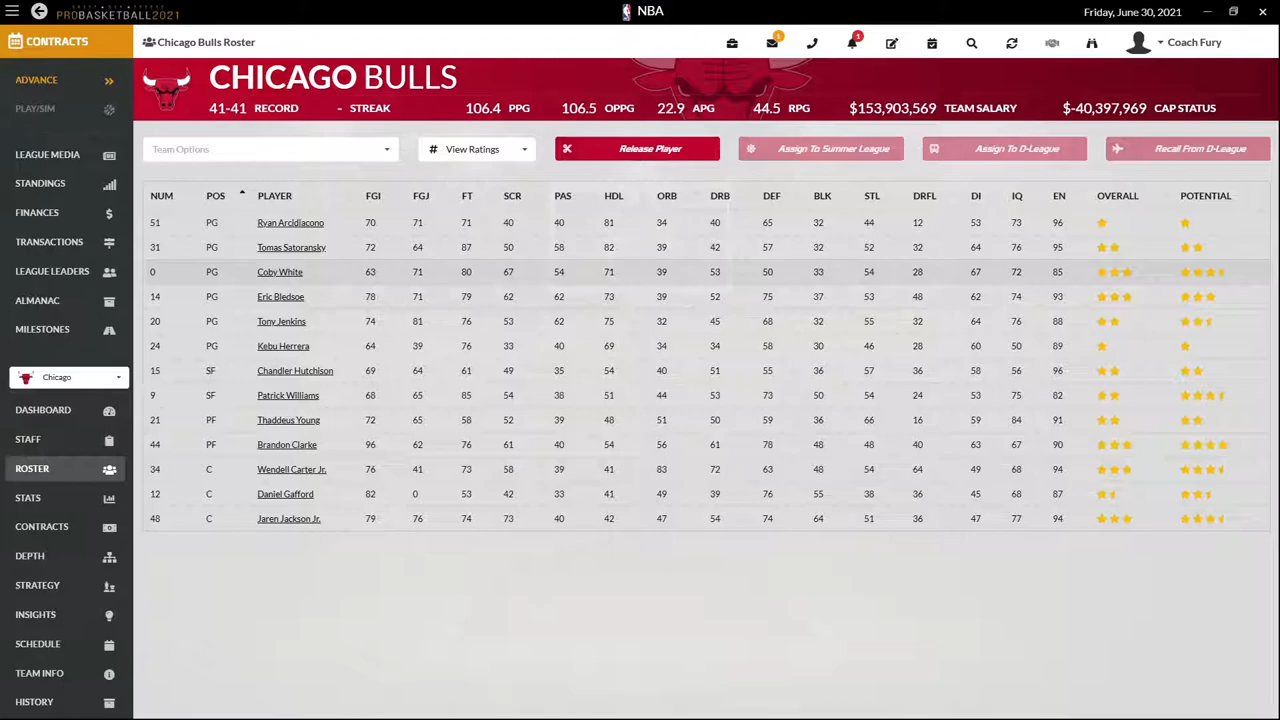 DRAFT DAY SPORTS
PROBASKETBALL2021
NBA
Friday, June 30, 2021
CONTRACTS
Chicago Bulls Roster
1
1
Coach Fury
ADVANCE
PLAY/SIM
LEAGUE MEDIA
STANDINGS
FINANCES
TRANSACTIONS
LEAGUE LEADERS
ALMANAC
MILESTONES
Chicago
DASHBOARD
STAFF
ROSTER
STATS
CONTRACTS
DEPTH
STRATEGY
INSIGHTS
SCHEDULE
TEAM INFO
HISTORY
CHICAGO BULLS
41-41 RECORD - STREAK 106.4 PPG 106.5 OPPG 22.9 APG 44.5 RPG $153,903,569 TEAM SALARY $-40,397,969 CAP STATUS
Team Options # View Ratings Release Player Assign To Summer League Assign To D-League Recall From D-League
NUM POS PLAYER FGI FGJ FT SCR PAS HDL ORB DRB DEF BLK STL DRFL DI IQ EN OVERALL POTENTIAL
51 PG Ryan Arcidiacono 70 71 71 40 40 81 34 40 65 32 44 12 53 73 96
31 PG Tomas Satoransky 72 64 87 50 58 82 39 42 57 32 52 32 64 76 95
0 PG Coby White 63 71 80 67 54 71 39 53 50 33 54 28 67 72 85
14 PG Eric Bledsoe 78 71 79 62 62 73 39 52 75 37 53 48 62 74 93
20 PG Tony Jenkins 74 81 76 53 62 75 32 45 68 32 55 32 64 76 88
24 PG Kebu Herrera 64 39 76 33 40 69 34 34 58 30 46 28 60 50 89
15 SF Chandler Hutchison 69 64 61 49 35 54 40 51 55 36 57 36 58 56 96
9 SF Patrick Williams 68 65 85 54 38 51 44 53 73 50 54 24 53 75 82
21 PF Thaddeus Young 72 65 58 52 39 48 51 50 59 36 66 16 59 84 91
44 PF Brandon Clarke 96 62 76 61 40 54 56 61 78 48 48 40 63 67 90
34 C Wendell Carter Jr. 76 41 73 58 39 41 83 72 63 48 54 64 49 68 94
12 C Daniel Gafford 82 0 53 42 33 41 49 39 76 55 38 36 45 68 87
48 C Jaren Jackson Jr. 79 76 74 73 40 42 47 54 74 64 51 36 47 77 94